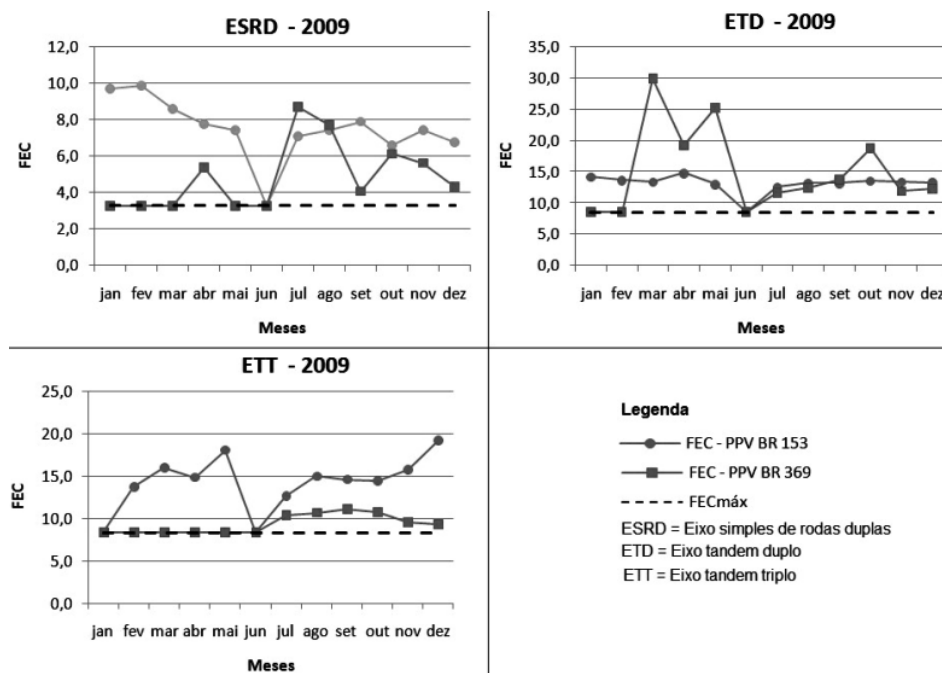 ESRD - 2009
12,0
10,0
8,0
6,0
4,0
2,0
0,0
FEC
jan fev mar abr mai jun jul ago set out nov dez
Meses
ETD - 2009
35,0
30,0
25,0
20,0
15,0
10,0
5,0
0,0
FEC
jan fev mar abr mai jun jul ago set out nov dez
Meses
ETT - 2009
25,0
20,0
15,0
10,0
5,0
0,0
FEC
jan fev mar abr mai jun jul ago set out nov dez
Meses
Legenda
FEC - PPV BR 153
FEC - PPV BR 369
FECmáx
ESRD = Eixo simples de rodas duplas
ETD = Eixo tandem duplo
ETT = Eixo tandem triplo